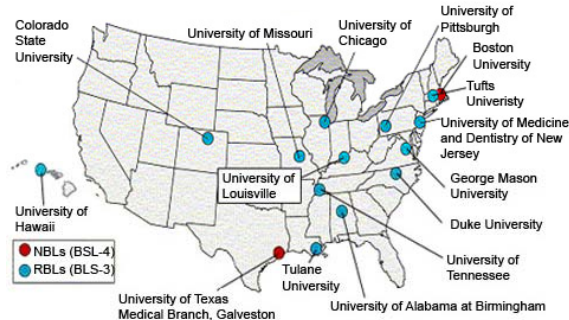 Colorado
State
University
University of Missouri
University of
Chicago
University of
Pittsburgh
Boston
University
Tufts
Univeristy
University of Medicine
and Dentistry of New
Jersey
George Mason
University
Duke University
University of
Tennessee
University of Alabama at Birmingham
University of
Louisville
Tulane
University
University of Texas
Medical Branch, Galveston
University of
Hawaii
NBLs (BSL-4)
RBLs (BLS-3)